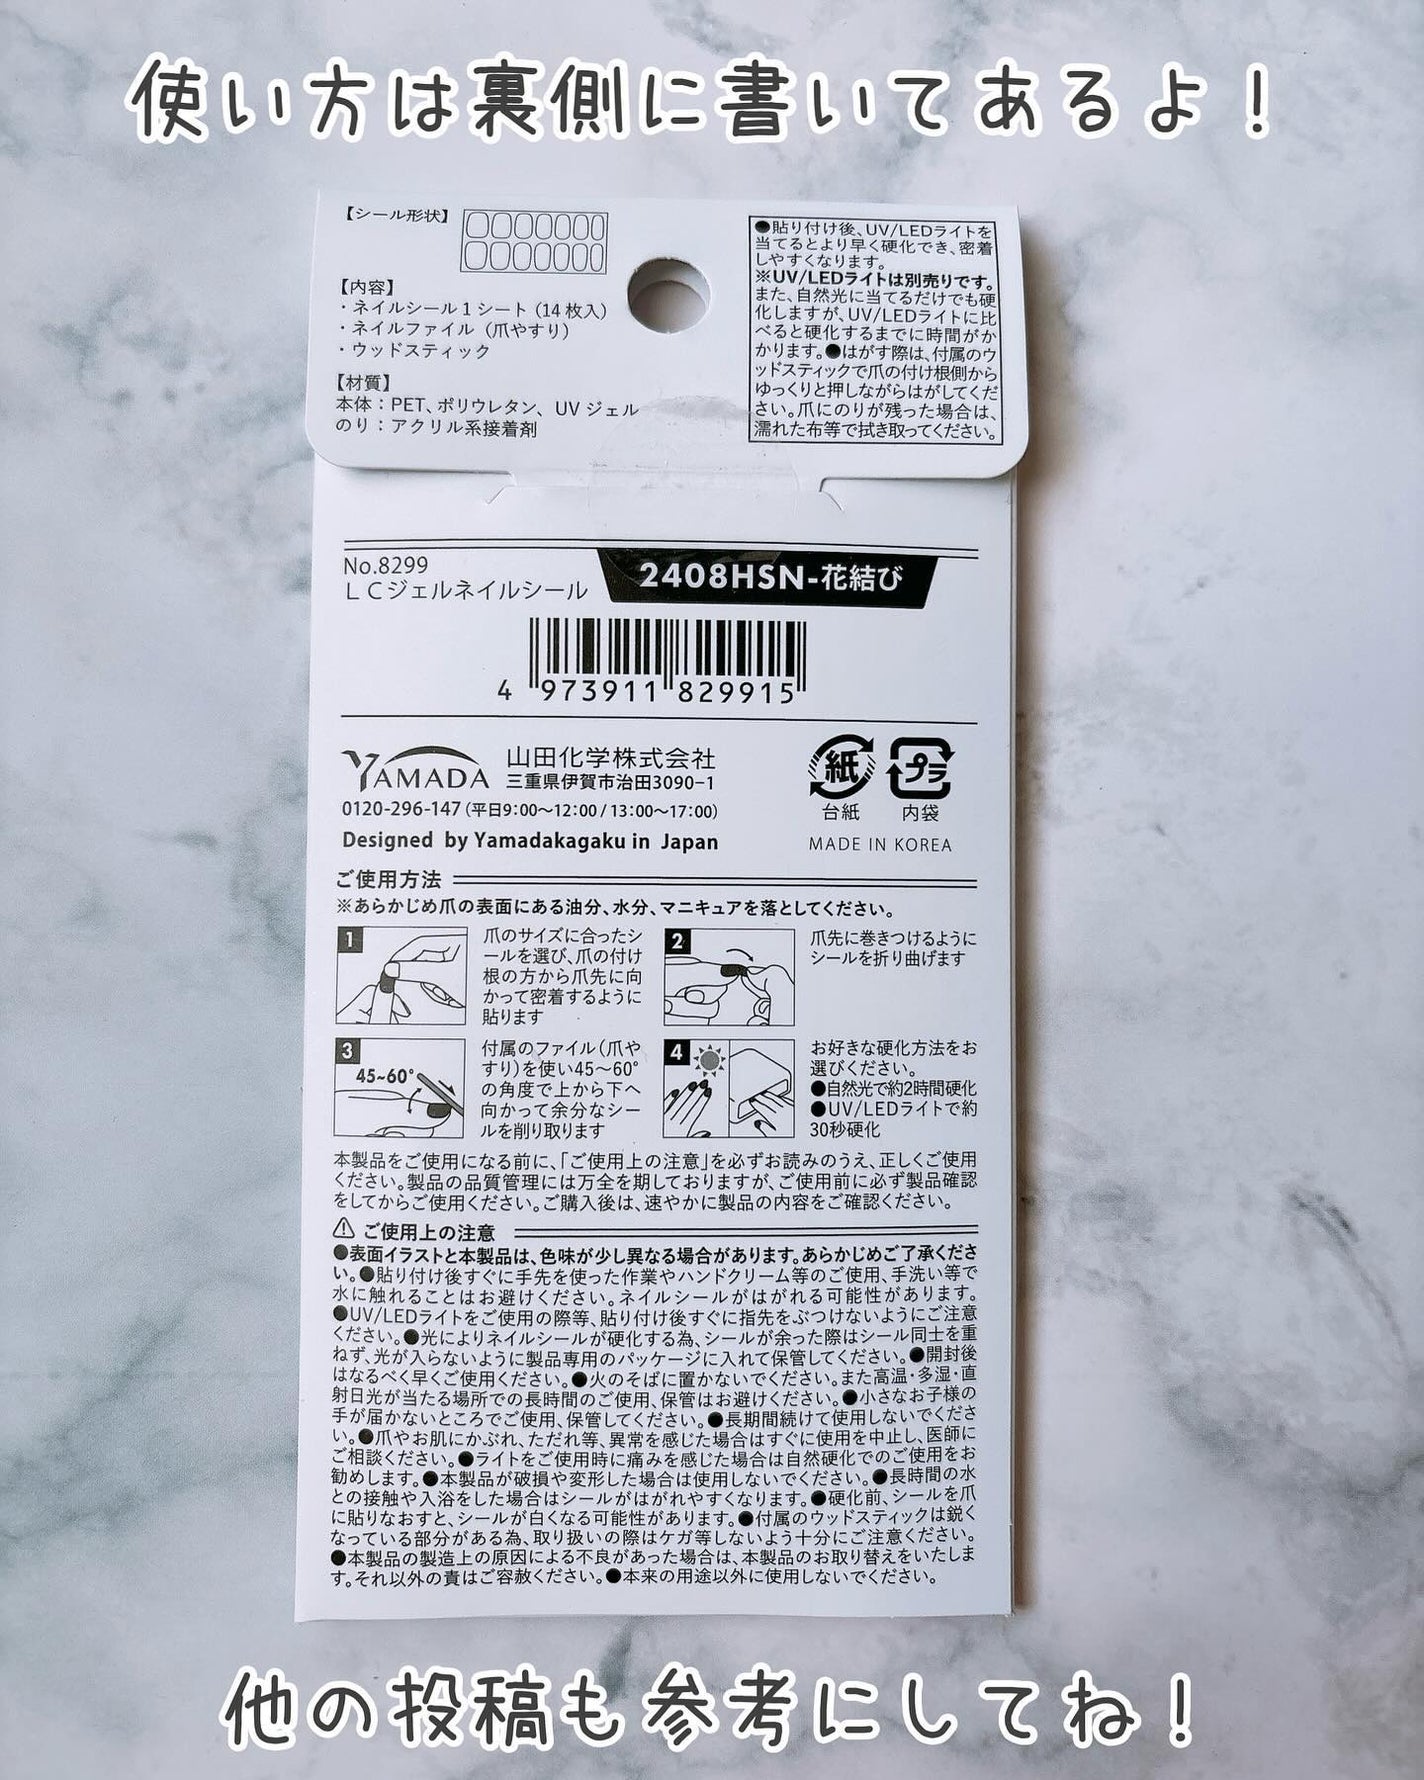 使い方は裏側に書いてあるよ！
【シール形状】
【内容】
・ネイルシール1シート（14枚入）
・ネイルファイル（爪やすり）
・ウッドスティック
【材質】
本体：PET、ポリウレタン、UVジェル
のり：アクリル系接着剤
●貼り付け後、UV/LEDライトを
当てるとより早く硬化でき、密着
しやすくなります。
※UV/LEDライトは別売りです。
また、自然光に当てるだけでも硬
化しますが、UV/LEDライトに比
べると硬化するまでに時間がか
かります。●はがす際は、付属のウ
ッドスティックで爪の付け根側から
ゆっくりと押しながらはがしてくだ
さい。爪にのりが残った場合は、
濡れた布等で拭き取ってください。
No.8299
LCジェルネイルシール
2408HSN-花結び
4 973911 829915
YAMADA
山田化学株式会社
三重県伊賀市治田3090-1
0120-296-147（平日9:00～12:00/13:00～17:00）
Designed by Yamadakagaku in Japan
紙
プラ
台紙
内袋
MADE IN KOREA
ご使用方法
※あらかじめ爪の表面にある油分、水分、マニキュアを落としてください。
1
爪のサイズに合ったシ
ールを選び、爪の付け
根の方から爪先に向
かって密着するように
貼ります
2
爪先に巻きつけるように
シールを折り曲げます
3
45~60°
付属のファイル（爪や
すり）を使い45～60°
の角度で上から下へ
向かって余分なシー
ルを削り取ります
4
お好きな硬化方法をお
選びください。
●自然光で約2時間硬化
●UV/LEDライトで約
30秒硬化
本製品をご使用になる前に、「ご使用上の注意」を必ずお読みのうえ、正しくご使用
ください。製品の品質管理には万全を期しておりますが、ご使用前に必ず製品確認
をしてからご使用ください。ご購入後は、速やかに製品の内容をご確認ください。
⚠ ご使用上の注意
●表面イラストと本製品は、色味が少し異なる場合があります。あらかじめご了承くださ
い。●貼り付け後すぐに手先を使った作業やハンドクリーム等のご使用、手洗い等で
水に触れることはお避けください。ネイルシールがはがれる可能性があります。
●UV/LEDライトをご使用の際等、貼り付け後すぐに指先をぶつけないようにご注意
ください。●光によりネイルシールが硬化する為、シールが余った際はシール同士を重
ねず、光が入らないように製品専用のパッケージに入れて保管してください。●開封後
はなるべく早くご使用ください。●火のそばに置かないでください。また高温・多湿・直
射日光が当たる場所での長時間のご使用、保管はお避けください。●小さなお子様の
手が届かないところでご使用、保管してください。●長期間続けて使用しないでくださ
い。●爪やお肌にかぶれ、ただれ等、異常を感じた場合はすぐに使用を中止し、医師に
ご相談ください。●ライトをご使用時に痛みを感じた場合は自然硬化でのご使用をお
勧めします。●本製品が破損や変形した場合は使用しないでください。●長時間の水
との接触や入浴をした場合はシールがはがれやすくなります。●硬化前、シールを爪
に貼りなおすと、シールが白くなる可能性があります。●付属のウッドスティックは鋭く
なっている部分がある為、取り扱いの際はケガ等しないよう十分にご注意ください。
●本製品の製造上の原因による不良があった場合は、本製品のお取り替えをいたしま
す。それ以外の責はご容赦ください。●本来の用途以外に使用しないでください。
他の投稿も参考にしてね！